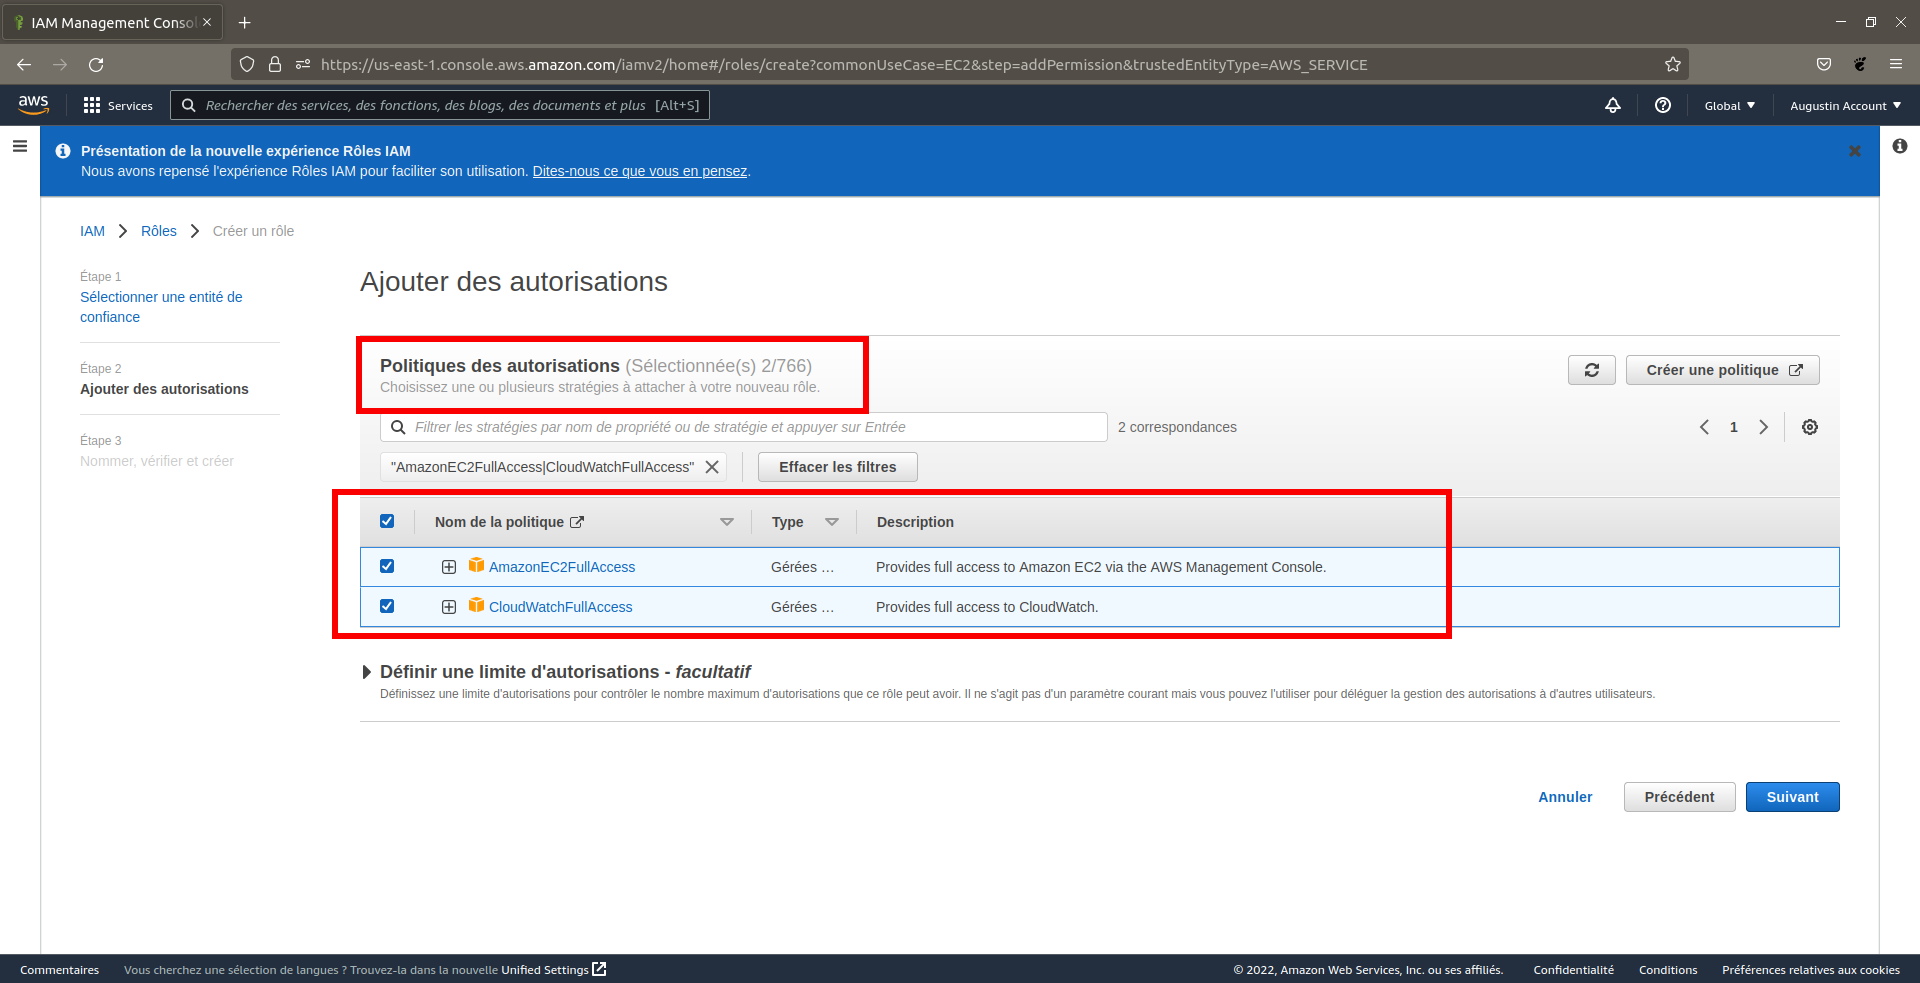 IAM Management Consol
https://us-east-1.console.aws.amazon.com/iamv2/home#/roles/create?commonUseCase=EC2&step=addPermission&trustedEntityType=AWS_SERVICE
aws Services Rechercher des services, des fonctions, des blogs, des documents et plus [Alt+S] Global Augustin Account
Présentation de la nouvelle expérience Rôles IAM
Nous avons repensé l'expérience Rôles IAM pour faciliter son utilisation. Dites-nous ce que vous en pensez.
IAM Rôles Créer un rôle
Étape 1
Sélectionner une entité de
confiance
Étape 2
Ajouter des autorisations
Étape 3
Nommer, vérifier et créer
Ajouter des autorisations
Politiques des autorisations (Sélectionnée(s) 2/766)
Choisissez une ou plusieurs stratégies à attacher à votre nouveau rôle.
Créer une politique
Filtrer les stratégies par nom de propriété ou de stratégie et appuyer sur Entrée 2 correspondances 1
"AmazonEC2FullAccess|CloudWatchFullAccess" Effacer les filtres
Nom de la politique Type Description
AmazonEC2FullAccess Gérées ... Provides full access to Amazon EC2 via the AWS Management Console.
CloudWatchFullAccess Gérées ... Provides full access to CloudWatch.
Définir une limite d'autorisations - facultatif
Définissez une limite d'autorisations pour contrôler le nombre maximum d'autorisations que ce rôle peut avoir. Il ne s'agit pas d'un paramètre courant mais vous pouvez l'utiliser pour déléguer la gestion des autorisations à d'autres utilisateurs.
Annuler Précédent Suivant
Commentaires Vous cherchez une sélection de langues ? Trouvez-la dans la nouvelle Unified Settings © 2022, Amazon Web Services, Inc. ou ses affiliés. Confidentialité Conditions Préférences relatives aux cookies